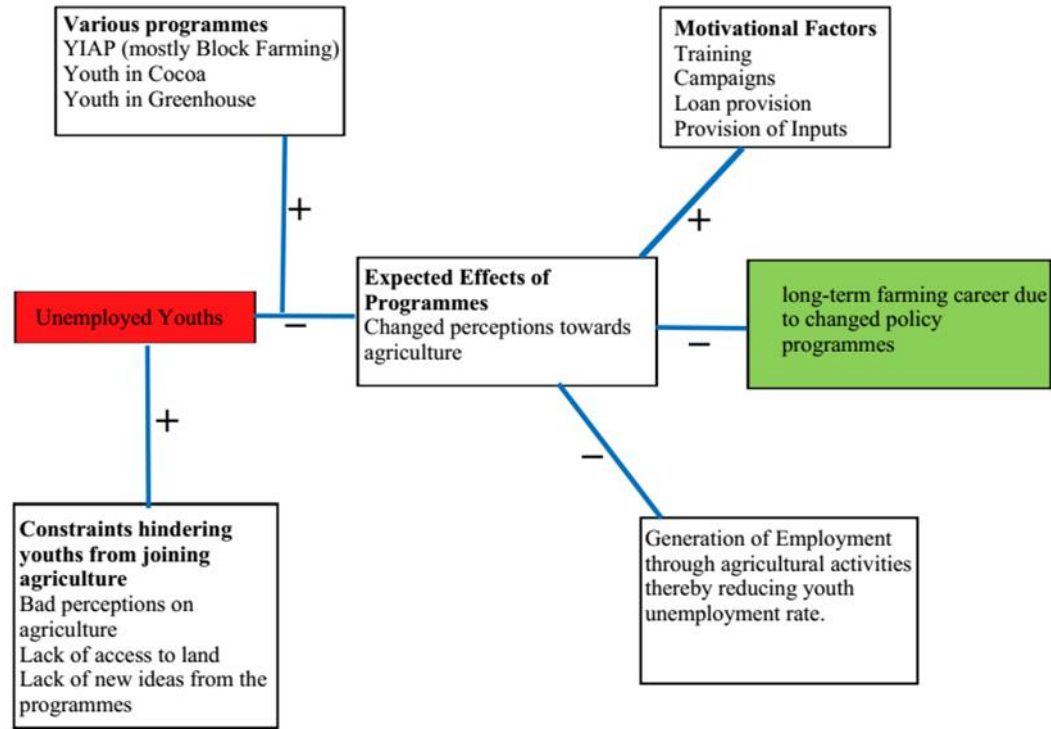 Various programmes
YIAP (mostly Block Farming)
Youth in Cocoa
Youth in Greenhouse
Motivational Factors
Training
Campaigns
Loan provision
Provision of Inputs
+
+
Unemployed Youths
−
Expected Effects of
Programmes
Changed perceptions towards
agriculture
−
long-term farming career due
to changed policy
programmes
+
−
Constraints hindering
youths from joining
agriculture
Bad perceptions on
agriculture
Lack of access to land
Lack of new ideas from the
programmes
Generation of Employment
through agricultural activities
thereby reducing youth
unemployment rate.